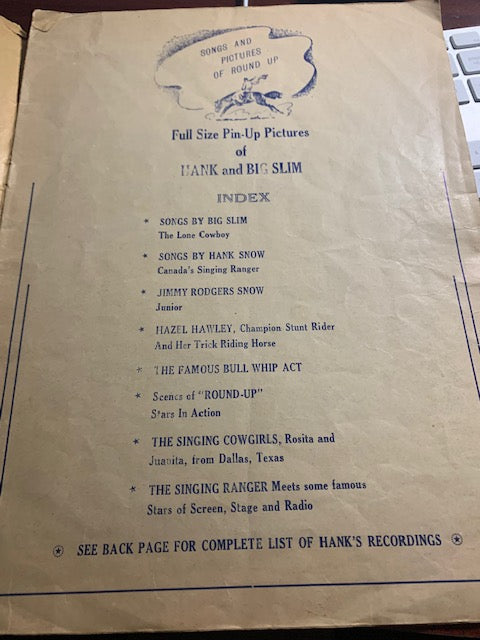 SONGS AND
PICTURES
OF ROUND UP
Full Size Pin-Up Pictures
of
HANK and BIG SLIM
INDEX
* SONGS BY BIG SLIM
The Lone Cowboy
* SONGS BY HANK SNOW
Canada's Singing Ranger
* JIMMY RODGERS SNOW
Junior
* HAZEL HAWLEY, Champion Stunt Rider
And Her Trick Riding Horse
* THE FAMOUS BULL WHIP ACT
* Scenes of "ROUND-UP"
Stars In Action
* THE SINGING COWGIRLS, Rosita and
Juanita, from Dallas, Texas
* THE SINGING RANGER Meets some famous
Stars of Screen, Stage and Radio
SEE BACK PAGE FOR COMPLETE LIST OF HANK'S RECORDINGS